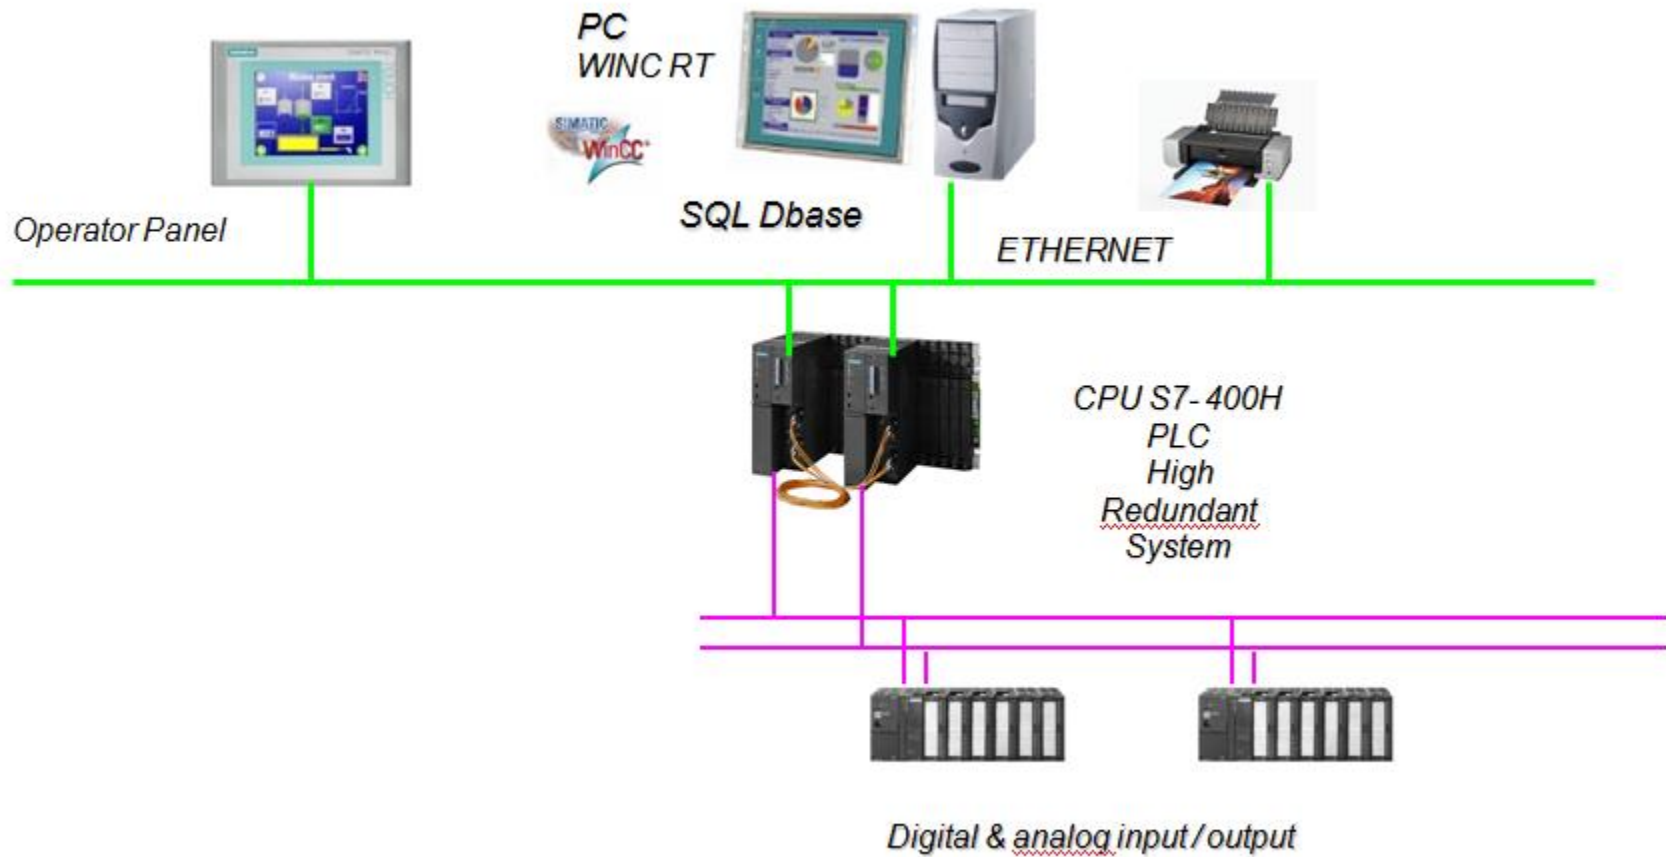 PC
WINC RT
SIEMENS
SIMATIC
WinCC
SQL Dbase
Operator Panel
ETHERNET
CPU S7-400H
PLC
High
Redundant
System
Digital & analog input / output